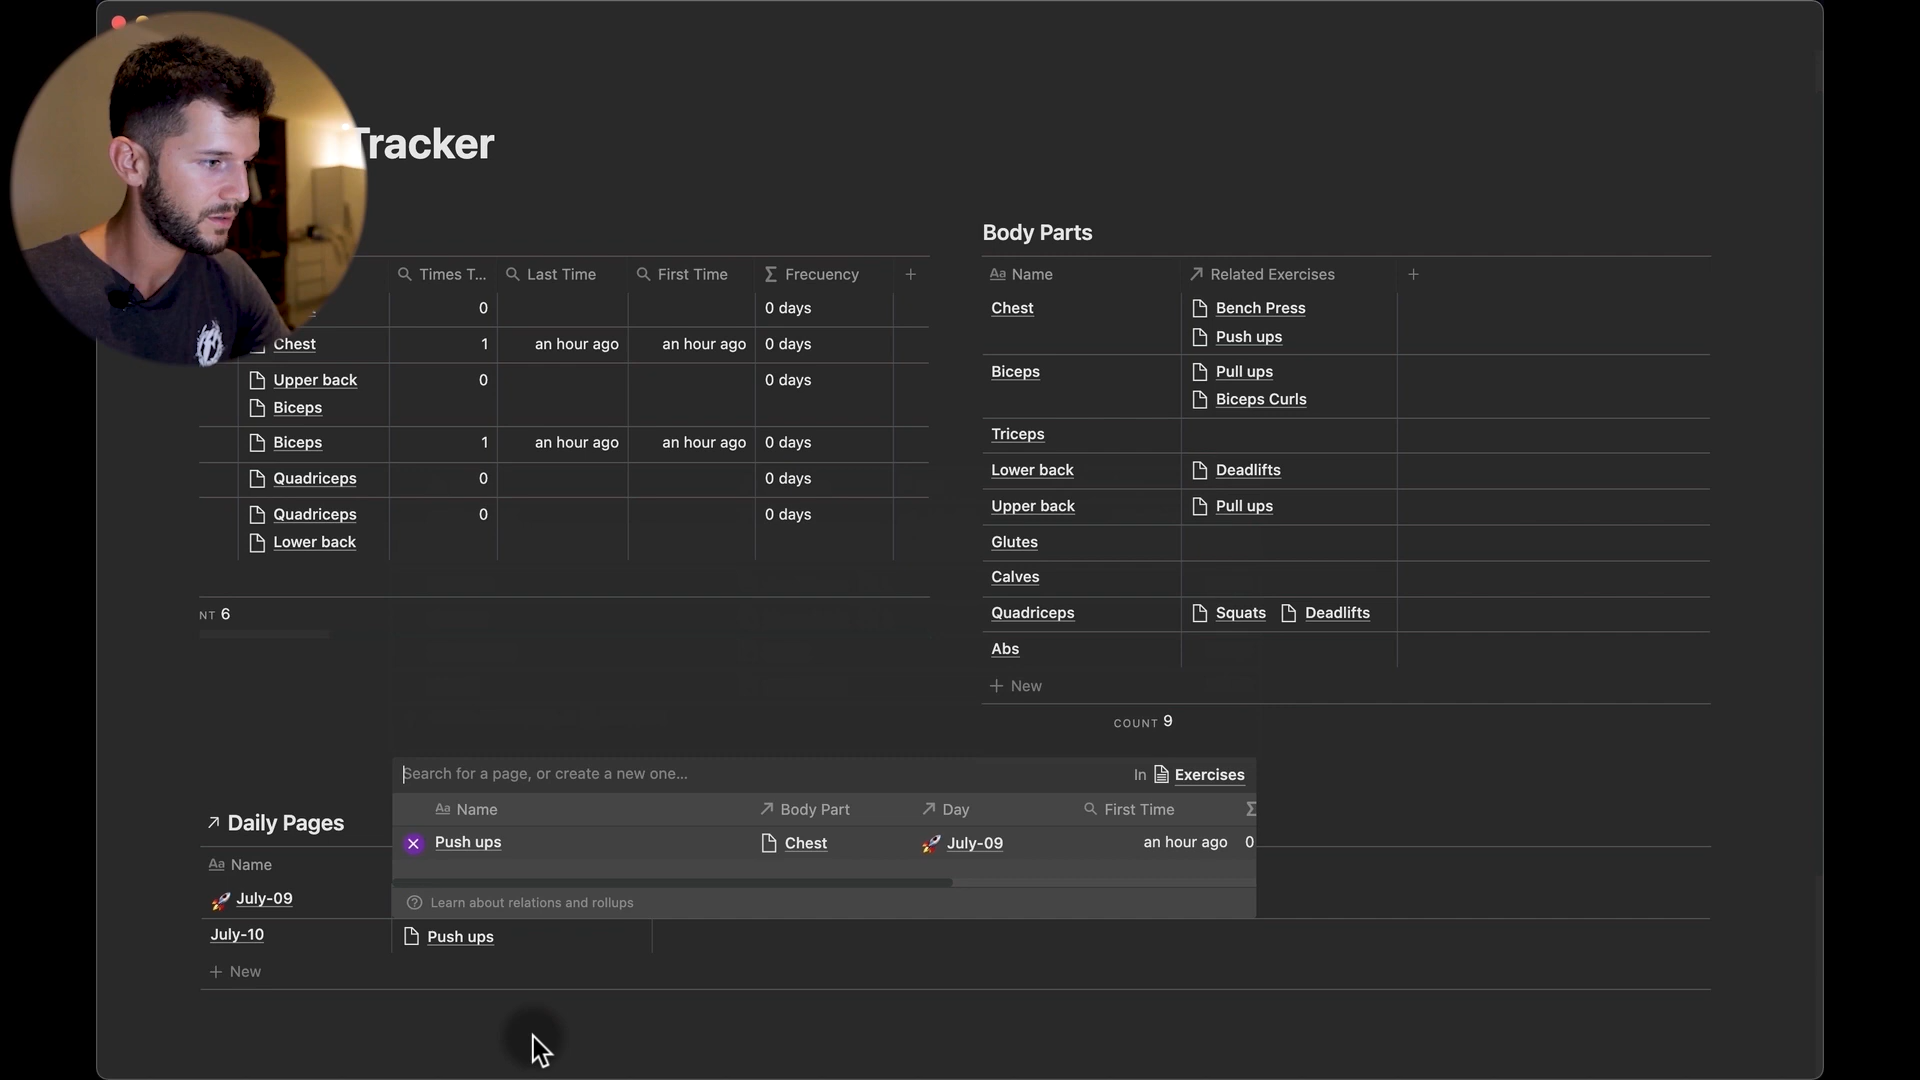 Tracker
Times T... Last Time First Time Frecuency
0 0 days
Chest 1 an hour ago an hour ago 0 days
Upper back 0 0 days
Biceps
Biceps 1 an hour ago an hour ago 0 days
Quadriceps 0 0 days
Quadriceps 0 0 days
Lower back
NT 6
Body Parts
Aa Name Related Exercises
Chest Bench Press
Push ups
Biceps Pull ups
Biceps Curls
Triceps
Lower back Deadlifts
Upper back Pull ups
Glutes
Calves
Quadriceps Squats Deadlifts
Abs
+ New
COUNT 9
Search for a page, or create a new one... In Exercises
Aa Name Body Part Day First Time Σ
Push ups Chest July-09 an hour ago 0
Learn about relations and rollups
Daily Pages
Aa Name
July-09
July-10 Push ups
+ New